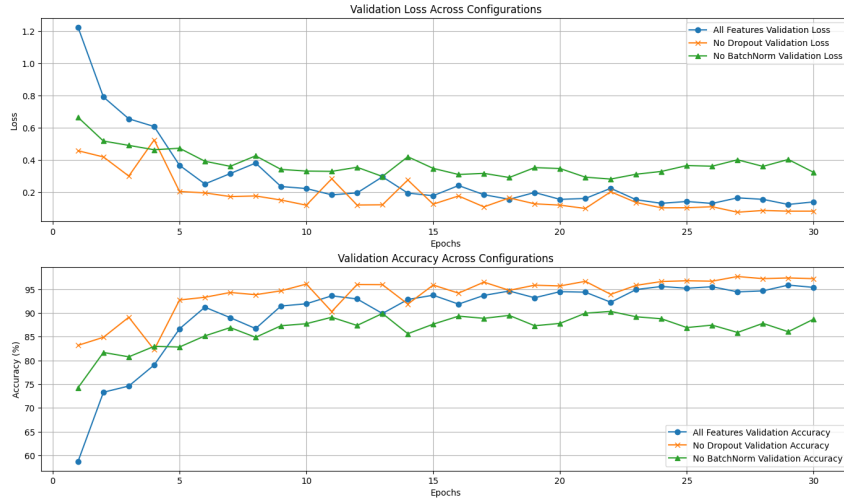 Validation Loss Across Configurations
1.2
1.0
0.8
0.6
0.4
0.2
Loss
All Features Validation Loss
No Dropout Validation Loss
No BatchNorm Validation Loss
0 5 10 15 20 25 30
Epochs
Validation Accuracy Across Configurations
95
90
85
80
75
70
65
60
Accuracy (%)
All Features Validation Accuracy
No Dropout Validation Accuracy
No BatchNorm Validation Accuracy
0 5 10 15 20 25 30
Epochs